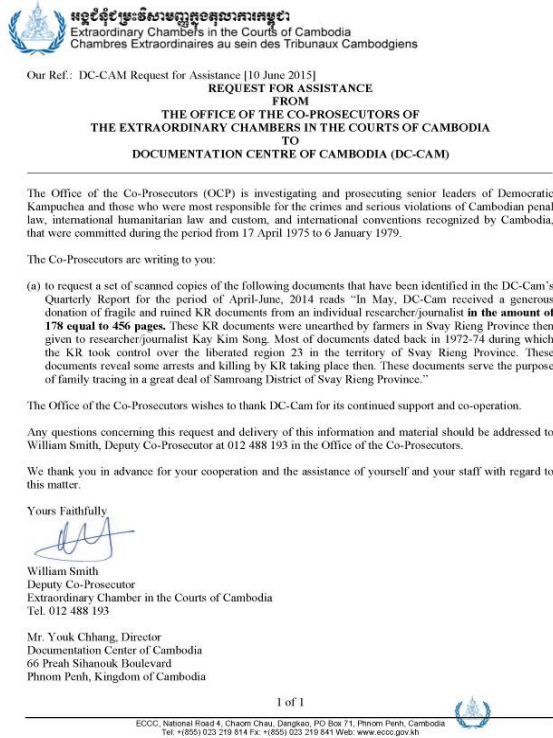 អង្គជំនុំជម្រះវិសាមញ្ញក្នុងតុលាការកម្ពុជា
Extraordinary Chambers in the Courts of Cambodia
Chambres Extraordinaires au sein des Tribunaux Cambodgiens
Our Ref.: DC-CAM Request for Assistance [10 June 2015]
REQUEST FOR ASSISTANCE
FROM
THE OFFICE OF THE CO-PROSECUTORS OF
THE EXTRAORDINARY CHAMBERS IN THE COURTS OF CAMBODIA
TO
DOCUMENTATION CENTRE OF CAMBODIA (DC-CAM)
The Office of the Co-Prosecutors (OCP) is investigating and prosecuting senior leaders of Democratic
Kampuchea and those who were most responsible for the crimes and serious violations of Cambodian penal
law, international humanitarian law and custom, and international conventions recognized by Cambodia,
that were committed during the period from 17 April 1975 to 6 January 1979.
The Co-Prosecutors are writing to you:
(a) to request a set of scanned copies of the following documents that have been identified in the DC-Cam's
Quarterly Report for the period of April-June, 2014 reads “In May, DC-Cam received a generous
donation of fragile and ruined KR documents from an individual researcher/journalist in the amount of
178 equal to 456 pages. These KR documents were unearthed by farmers in Svay Rieng Province then
given to researcher/journalist Kay Kim Song. Most of documents dated back in 1972-74 during which
the KR took control over the liberated region 23 in the territory of Svay Rieng Province. These
documents reveal some arrests and killing by KR taking place then. These documents serve the purpose
of family tracing in a great deal of Samroang District of Svay Rieng Province.”
The Office of the Co-Prosecutors wishes to thank DC-Cam for its continued support and co-operation.
Any questions concerning this request and delivery of this information and material should be addressed to
William Smith, Deputy Co-Prosecutor at 012 488 193 in the Office of the Co-Prosecutors.
We thank you in advance for your cooperation and the assistance of yourself and your staff with regard to
this matter.
Yours Faithfully
William Smith
Deputy Co-Prosecutor
Extraordinary Chamber in the Courts of Cambodia
Tel. 012 488 193
Mr. Youk Chhang, Director
Documentation Center of Cambodia
66 Preah Sihanouk Boulevard
Phnom Penh, Kingdom of Cambodia
1 of 1
ECCC, National Road 4, Chaom Chau, Dangkao, PO Box 71, Phnom Penh, Cambodia
Tel: +(855) 023 219 814 Fx: +(855) 023 219 841 Web: www.eccc.gov.kh